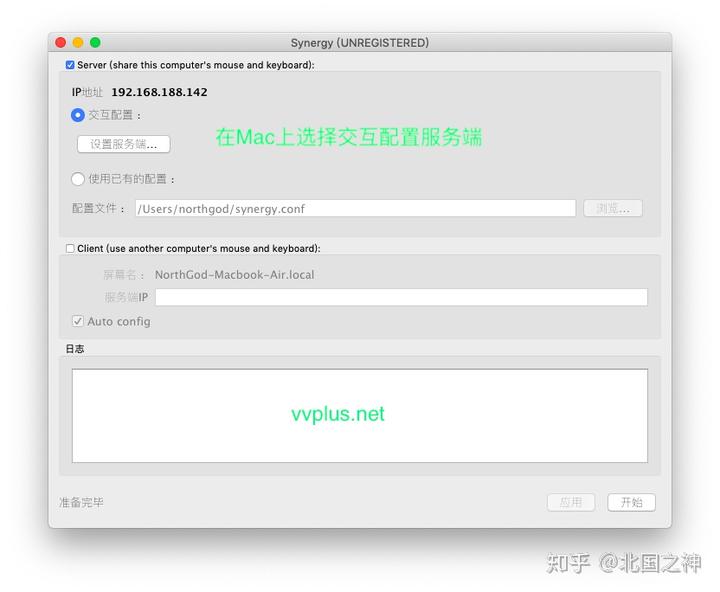 Synergy (UNREGISTERED)
Server (share this computer's mouse and keyboard):
IP地址 192.168.188.142
交互配置：
在Mac上选择交互配置服务端
设置服务端...
使用已有的配置：
配置文件： /Users/northgod/synergy.conf 浏览...
Client (use another computer's mouse and keyboard):
屏幕名： NorthGod-Macbook-Air.local
服务端IP
Auto config
日志
vvplus.net
准备完毕 应用 开始
知乎 @北国之神